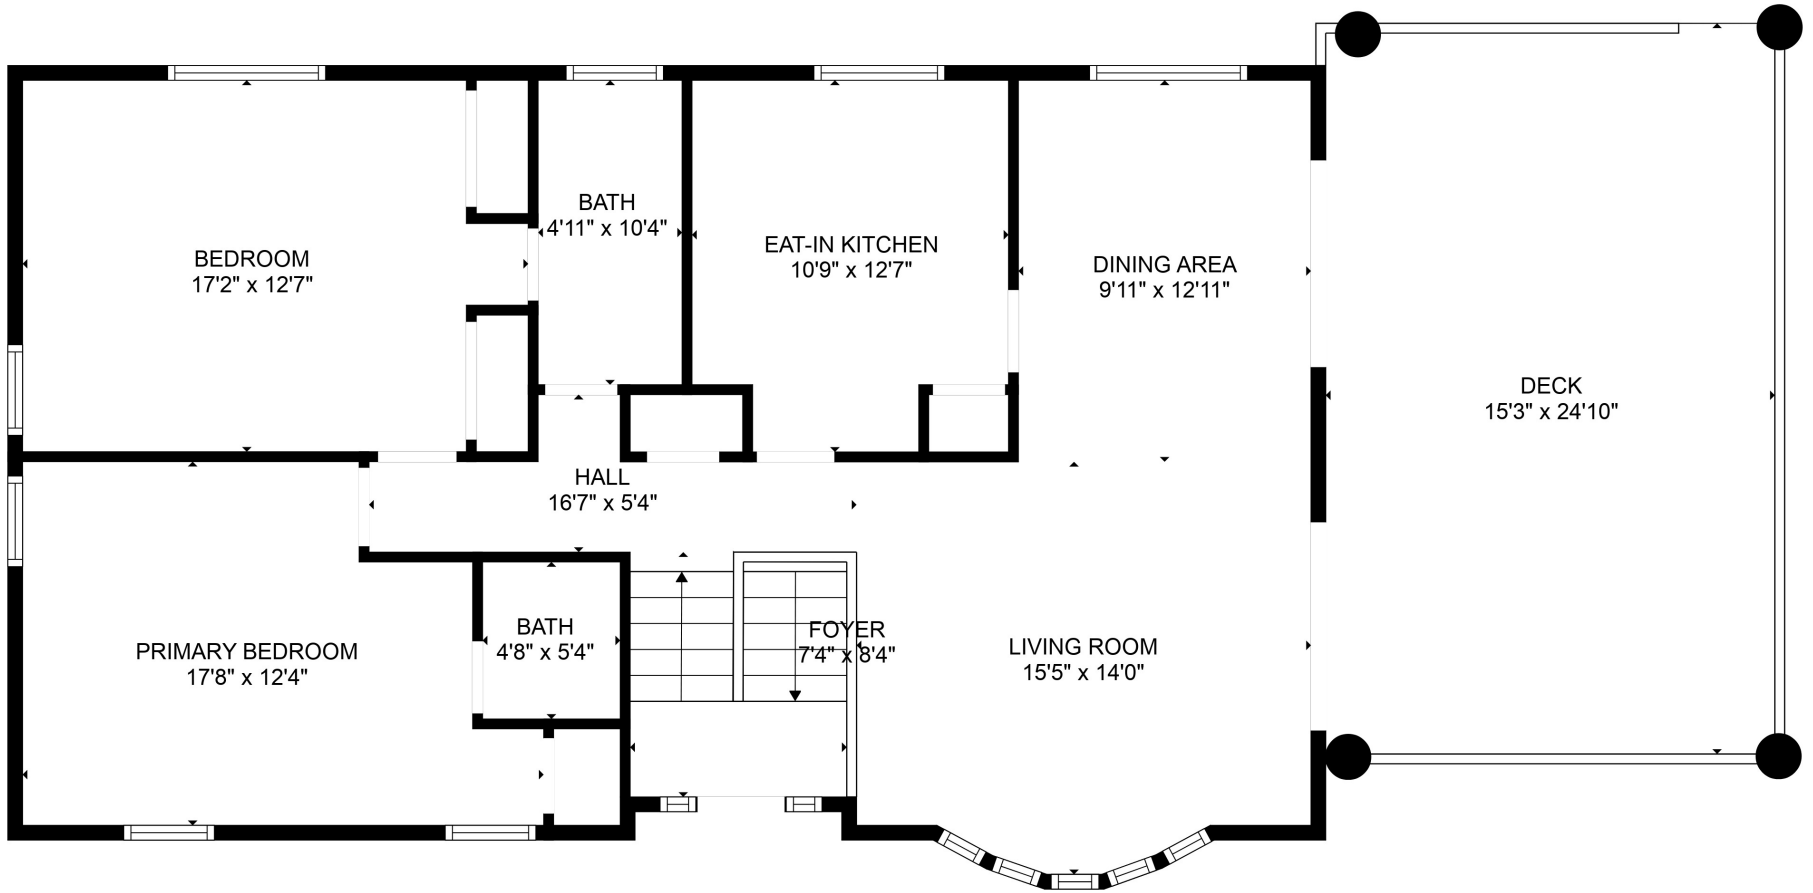 BATH
4'11" x 10'4"
EAT-IN KITCHEN
10'9" x 12'7"
BEDROOM
17'2" x 12'7"
DINING AREA
9'11" x 12'11"
DECK
15'3" x 24'10"
HALL
16'7" x 5'4"
BATH
4'8" x 5'4"
FOYER
7'4" x 8'4"
PRIMARY BEDROOM
17'8" x 12'4"
LIVING ROOM
15'5" x 14'0"